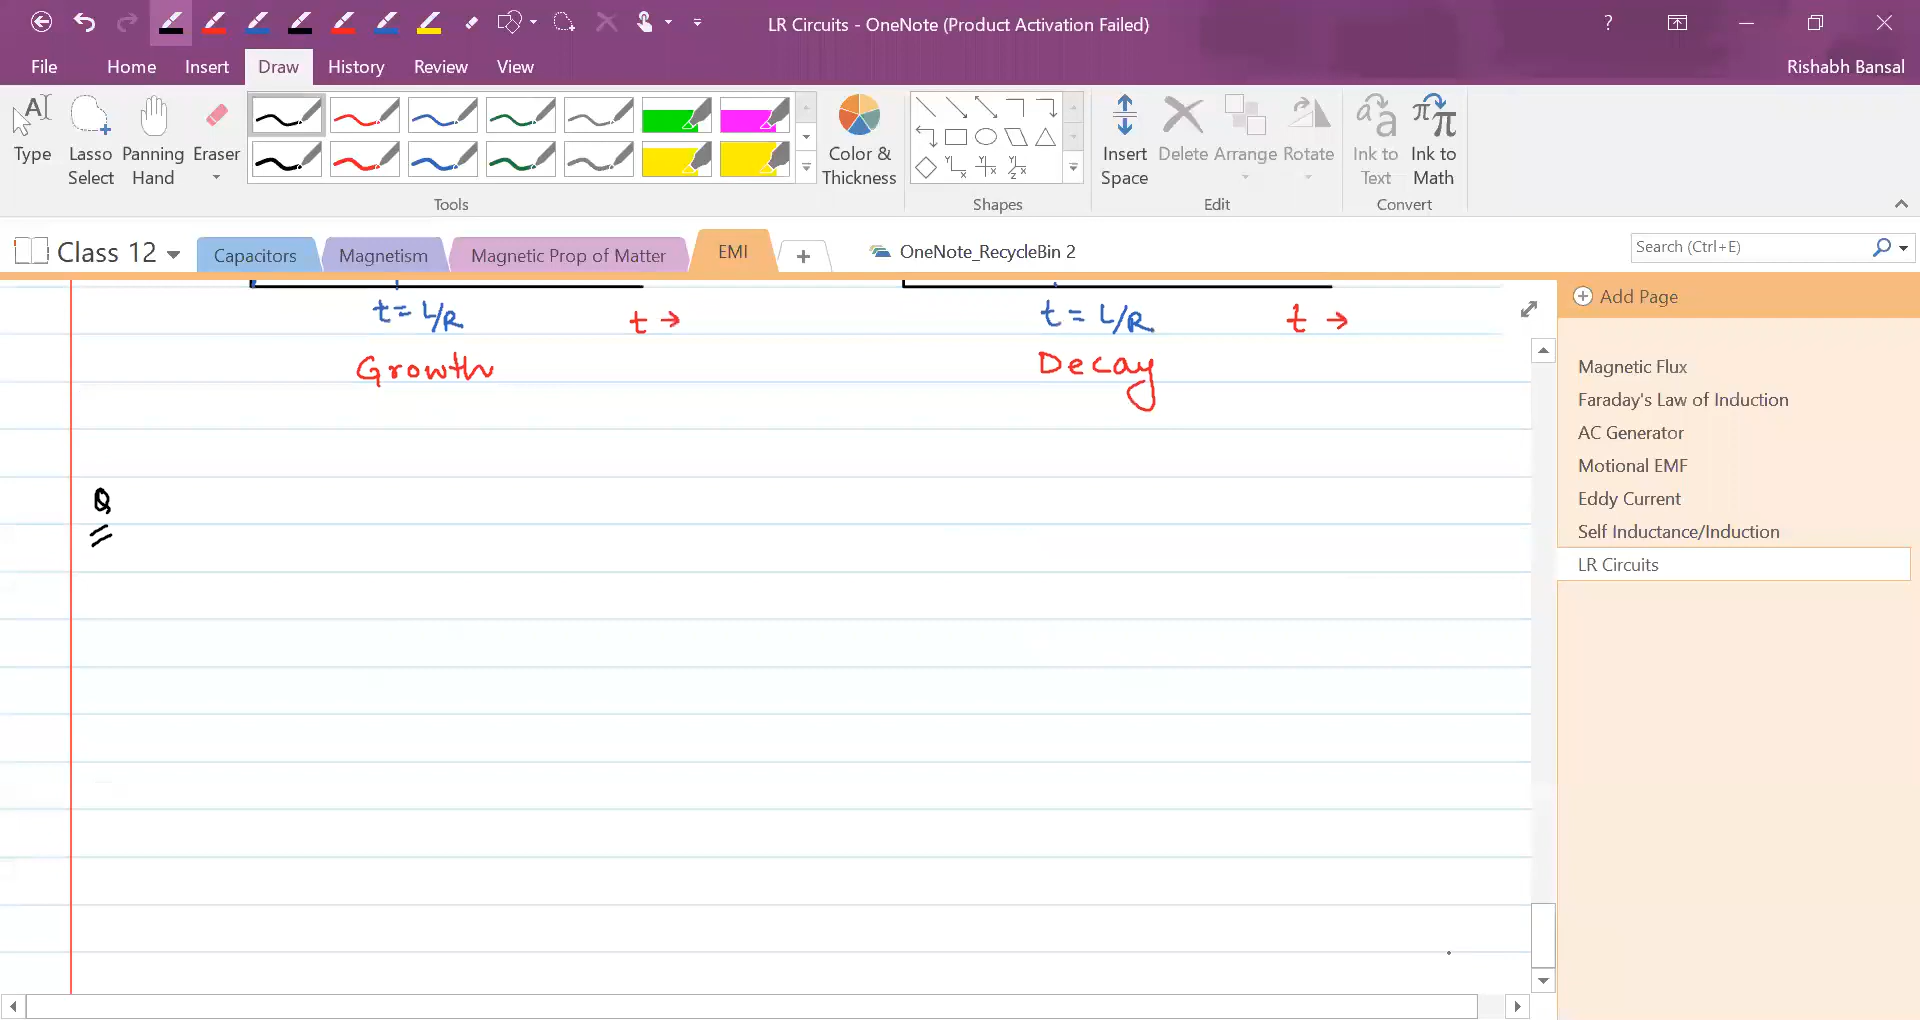 LR Circuits - OneNote (Product Activation Failed)
?
File Home Insert Draw History Review View
Rishabh Bansal
Type
Lasso Select
Panning Hand
Eraser
Color & Thickness
Insert Space
Delete
Arrange
Rotate
Ink to Text
Ink to Math
Tools
Shapes
Edit
Convert
Class 12
Capacitors
Magnetism
Magnetic Prop of Matter
EMI
+
OneNote_RecycleBin 2
Search (Ctrl+E)
t = L/R
t →
t = L/R
t →
Growth
Decay
Q
Add Page
Magnetic Flux
Faraday's Law of Induction
AC Generator
Motional EMF
Eddy Current
Self Inductance/Induction
LR Circuits